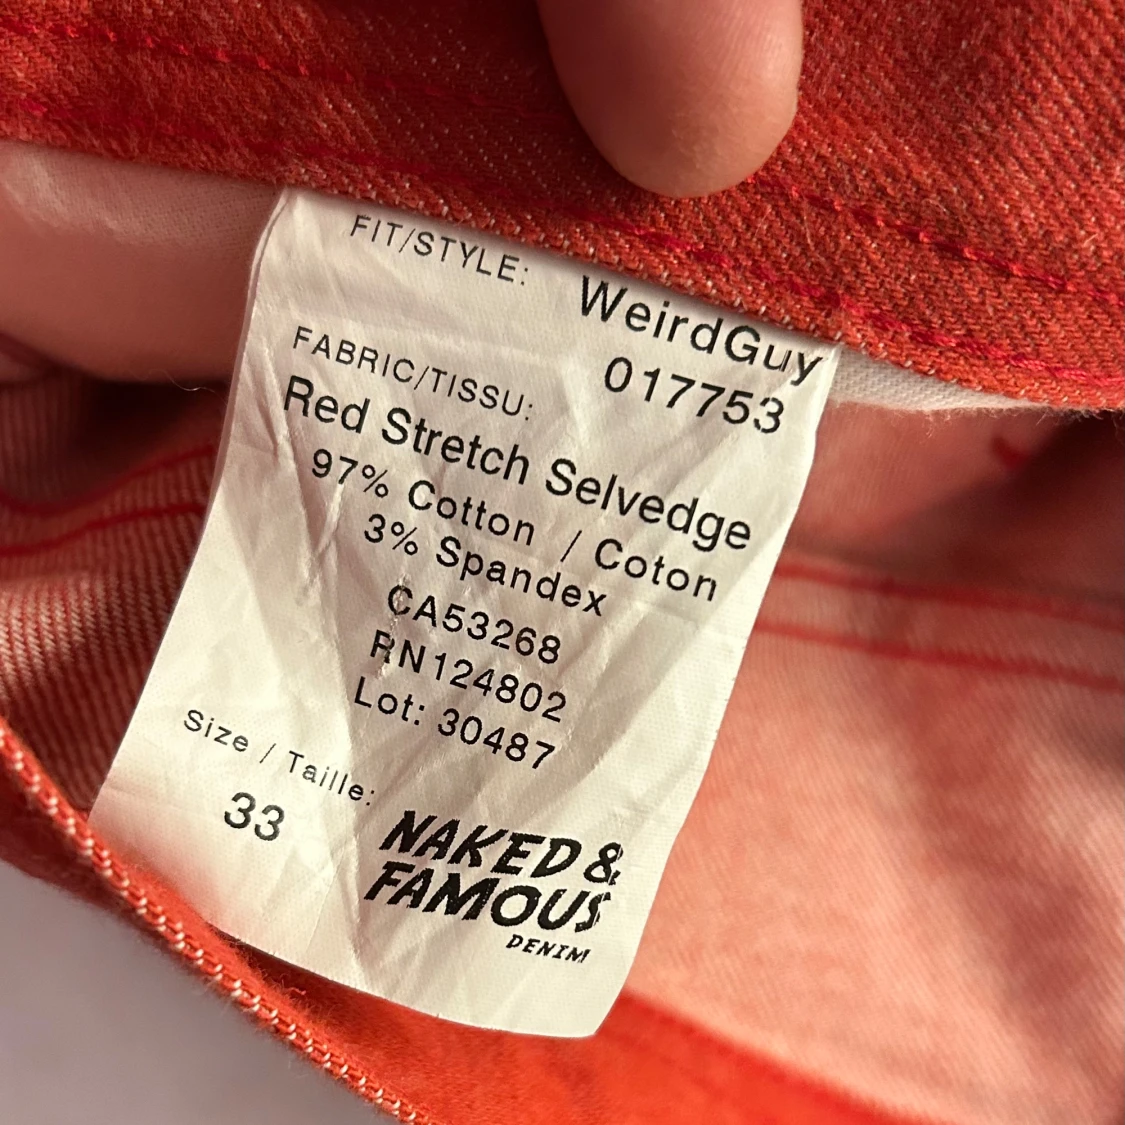 FIT/STYLE:
WeirdGuy
017753
FABRIC/TISSU:
Red Stretch Selvedge
97% Cotton / Coton
3% Spandex
CA53268
RN124802
Lot: 30487
Size / Taille:
33
NAKED &
FAMOUS
DENIM